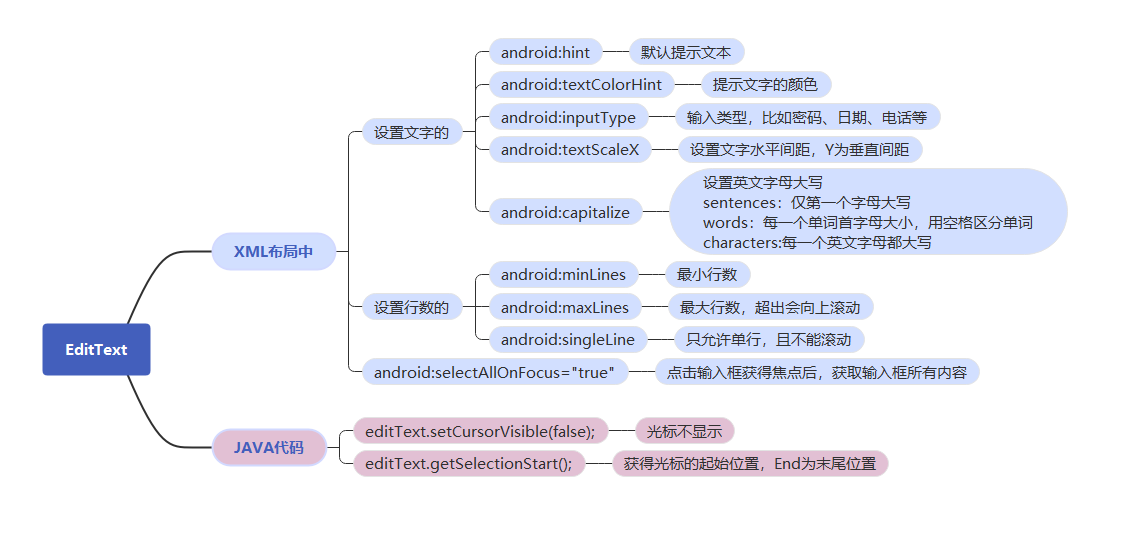 EditText
XML布局中
设置文字的
android:hint
默认提示文本
android:textColorHint
提示文字的颜色
android:inputType
输入类型，比如密码、日期、电话等
android:textScaleX
设置文字水平间距，Y为垂直间距
android:capitalize
设置英文字母大写
sentences：仅第一个字母大写
words：每一个单词首字母大小，用空格区分单词
characters:每一个英文字母都大写
设置行数的
android:minLines
最小行数
android:maxLines
最大行数，超出会向上滚动
android:singleLine
只允许单行，且不能滚动
android:selectAllOnFocus="true"
点击输入框获得焦点后，获取输入框所有内容
JAVA代码
editText.setCursorVisible(false);
光标不显示
editText.getSelectionStart();
获得光标的起始位置，End为末尾位置